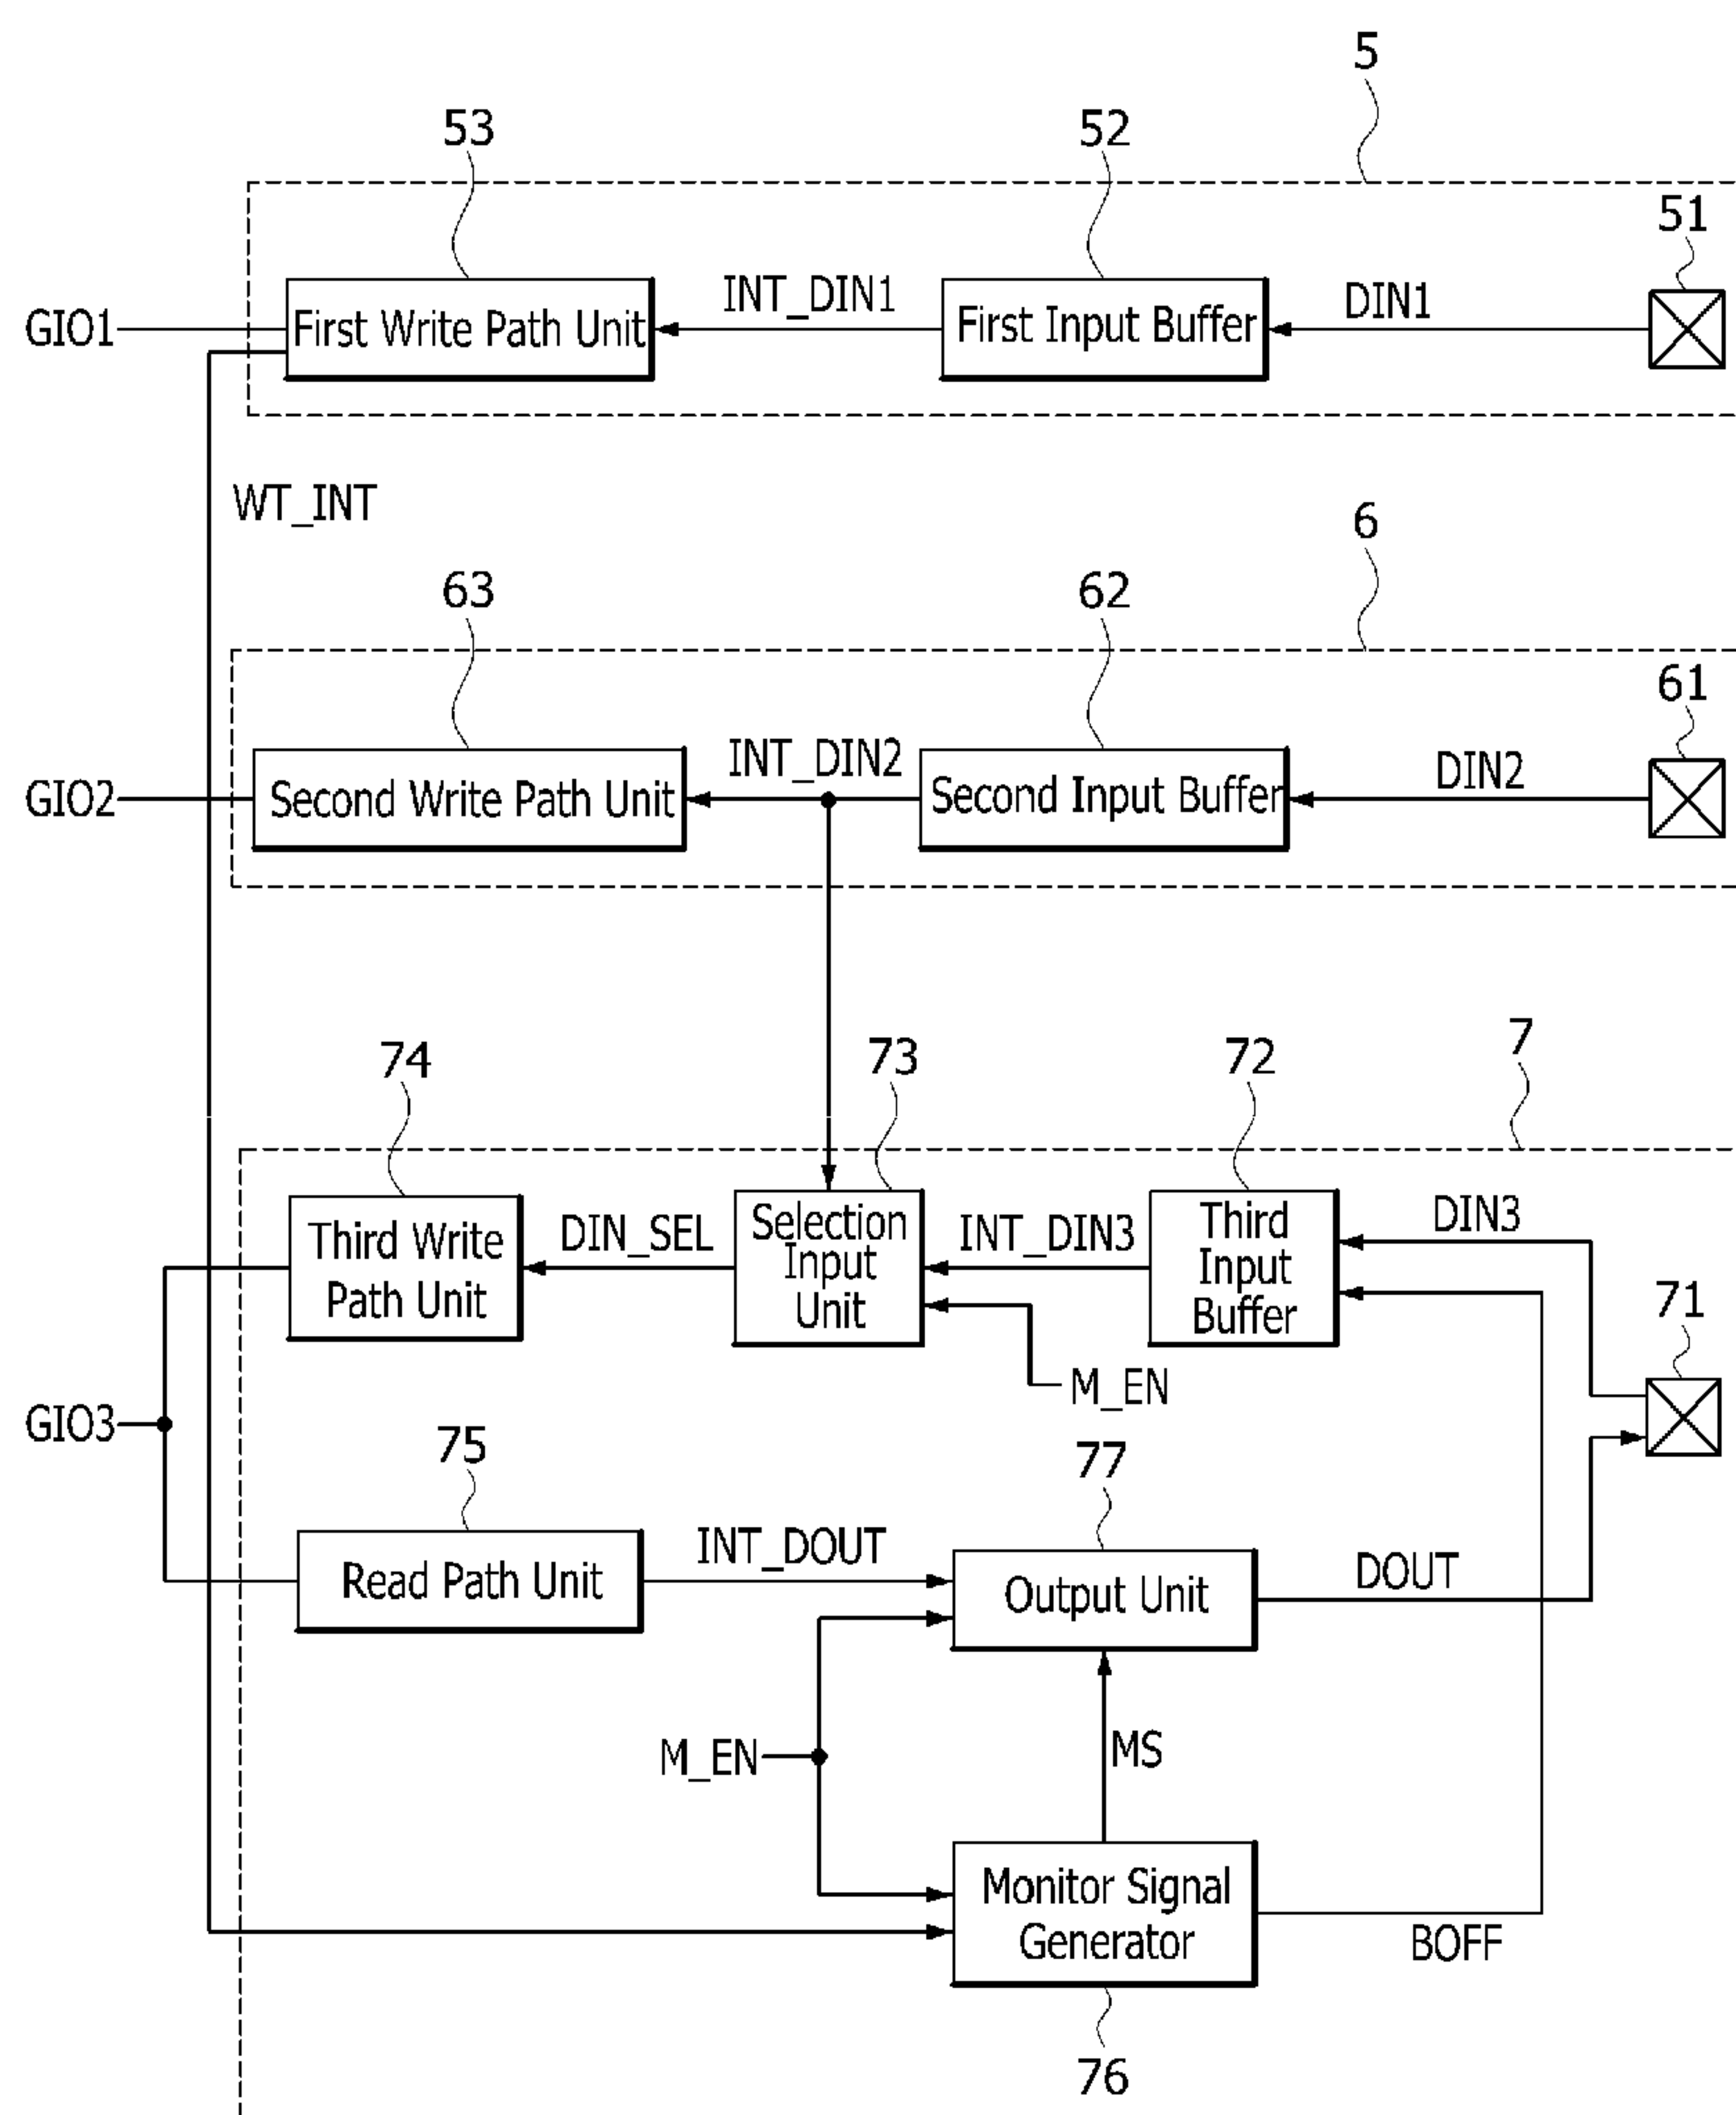 5
53
52
51
INT_DIN1
DIN1
GIO1
First Write Path Unit
First Input Buffer
WT_INT
6
63
62
61
INT_DIN2
DIN2
GIO2
Second Write Path Unit
Second Input Buffer
7
74
73
72
DIN3
Third Write
Path Unit
DIN_SEL
Selection
Input
Unit
INT_DIN3
Third
Input
Buffer
71
M_EN
GIO3
75
77
INT_DOUT
DOUT
Read Path Unit
Output Unit
M_EN
MS
Monitor Signal
Generator
BOFF
76